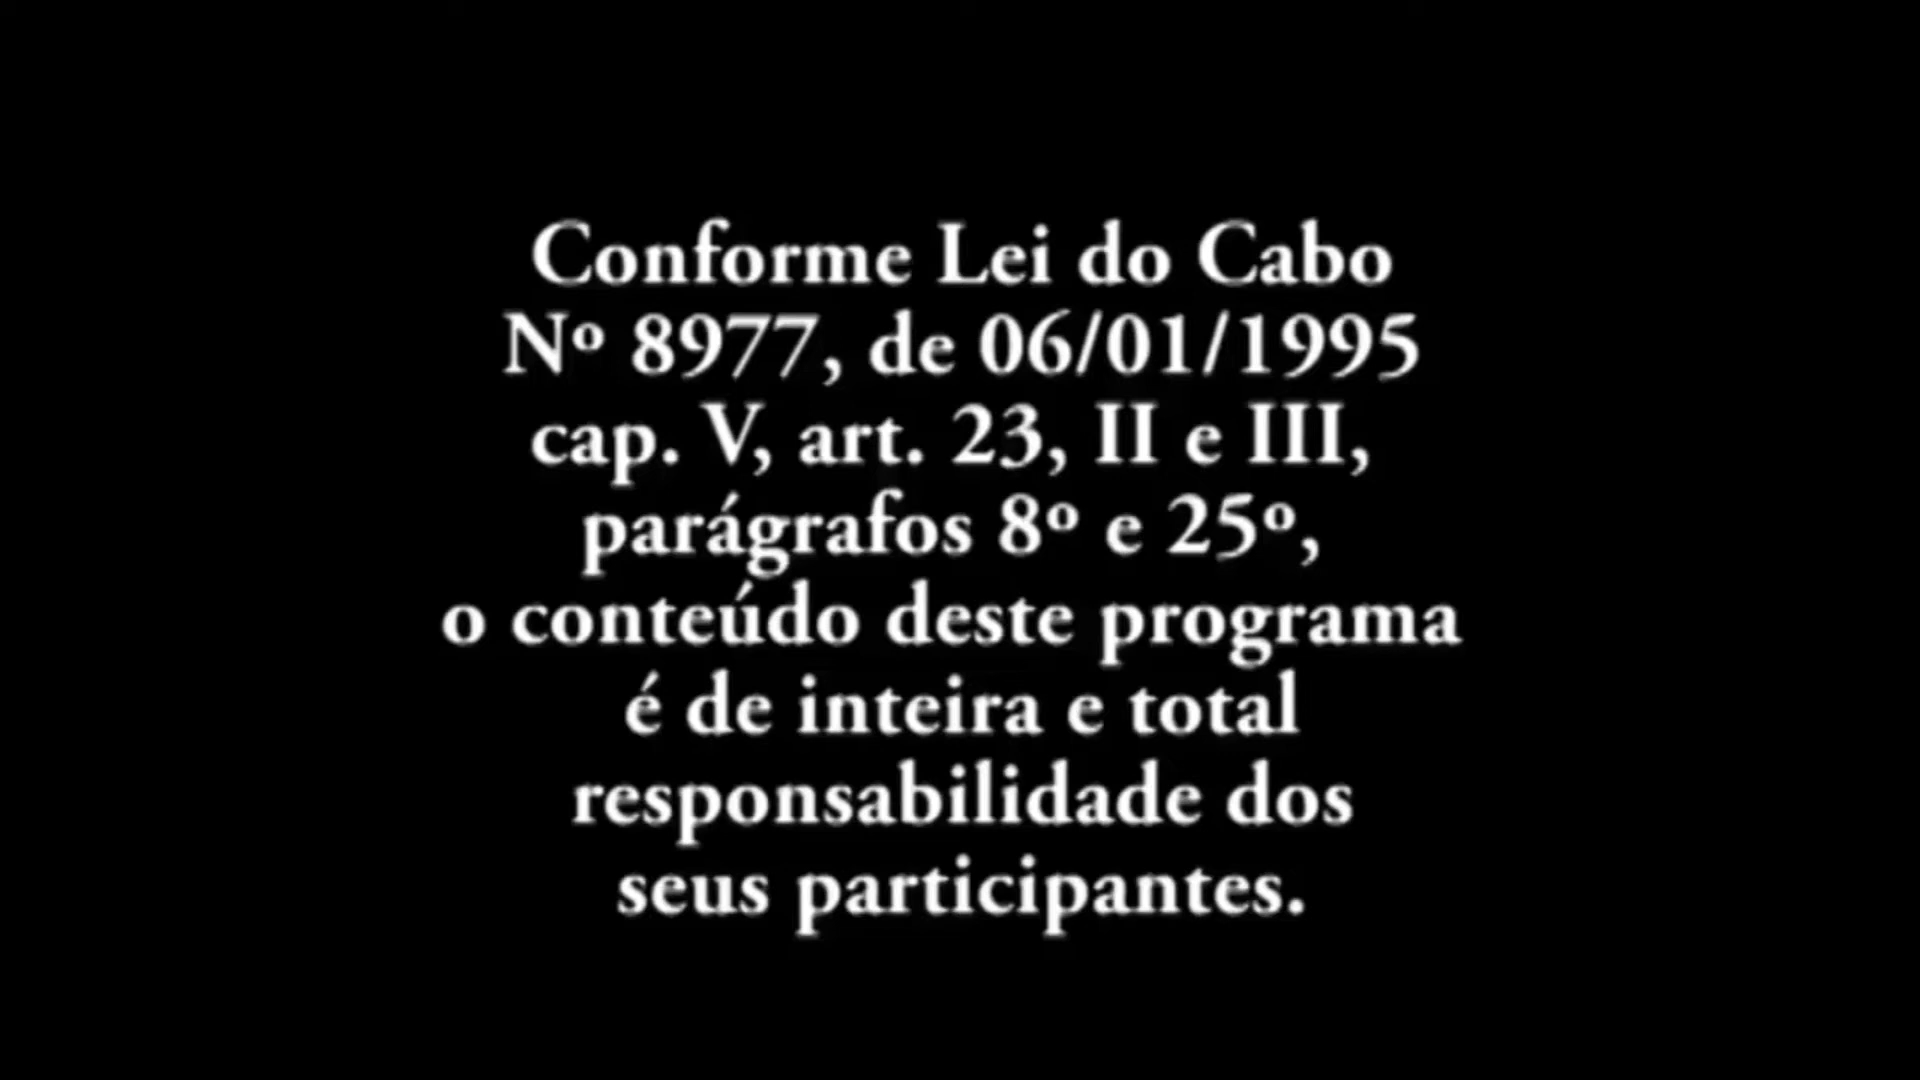 Conforme Lei do Cabo
Nº 8977, de 06/01/1995
cap. V, art. 23, II e III,
parágrafos 8º e 25º,
o conteúdo deste programa
é de inteira e total
responsabilidade dos
seus participantes.